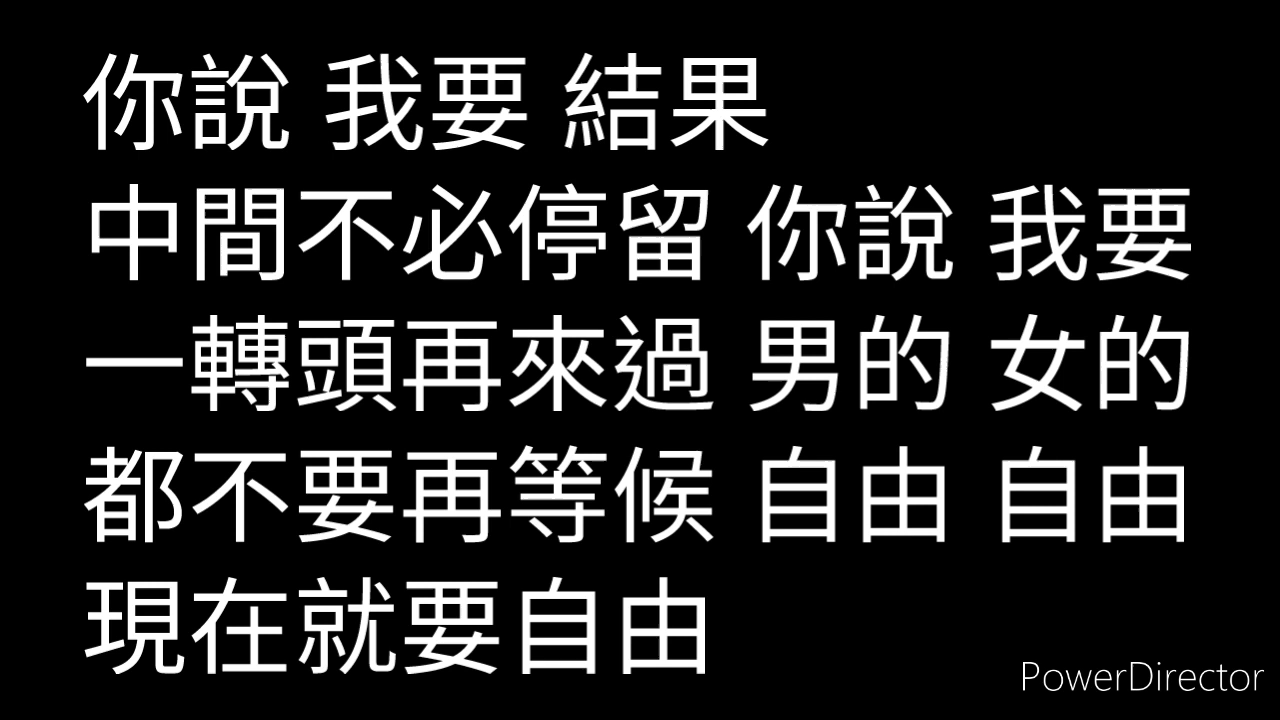 你說 我要 結果
中間不必停留 你說 我要
一轉頭再來過 男的 女的
都不要再等候 自由 自由
現在就要自由
PowerDirector